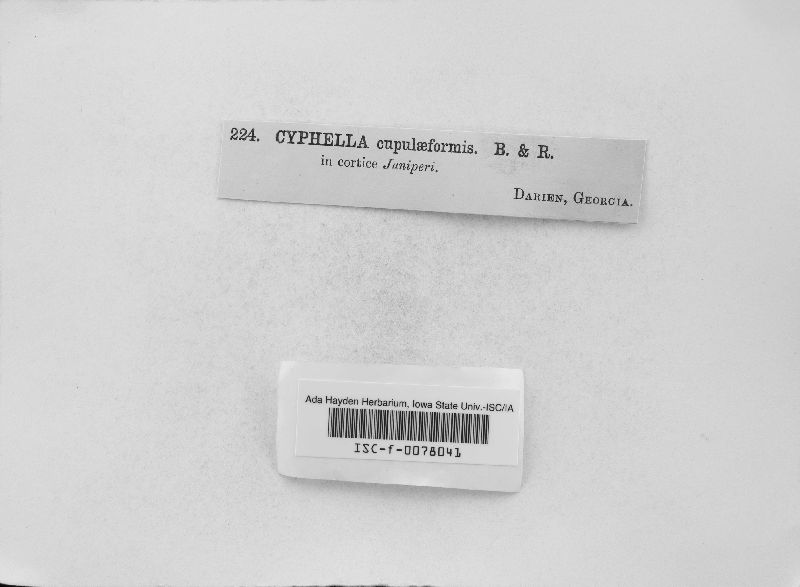 224. CYPHELLA cupulæformis. B. & R.
in cortice Juniperi.
DARIEN, GEORGIA.
Ada Hayden Herbarium, Iowa State Univ.-ISC/IA
ISC-f-0078041